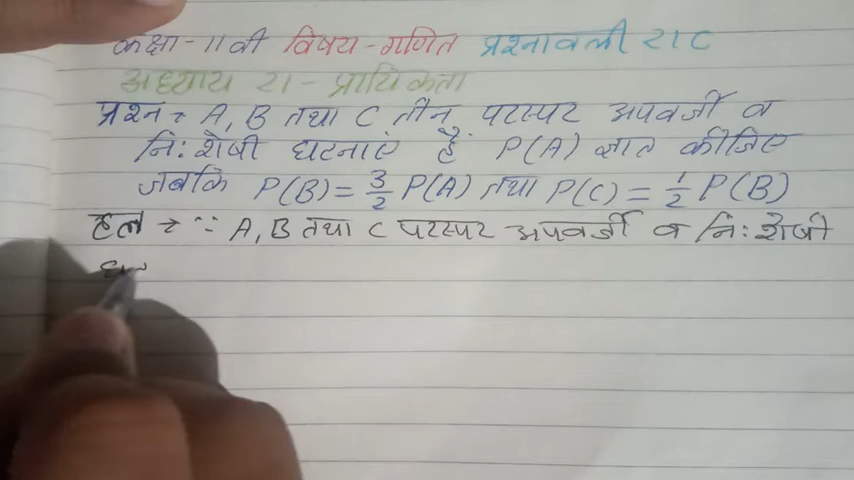 कक्षा-11वी विषय-गणित प्रश्नावली 21C
अध्याय 21-प्रायिकता
प्रश्न → A, B तथा C तीन परस्पर अपवर्जी व
नि:शेषी घटनाएं हैं P(A) ज्ञात कीजिए
जबकि P(B) = 3/2 P(A) तथा P(C) = 1/2 P(B)
हल → ∵ A, B तथा C परस्पर अपवर्जी व नि:शेषी